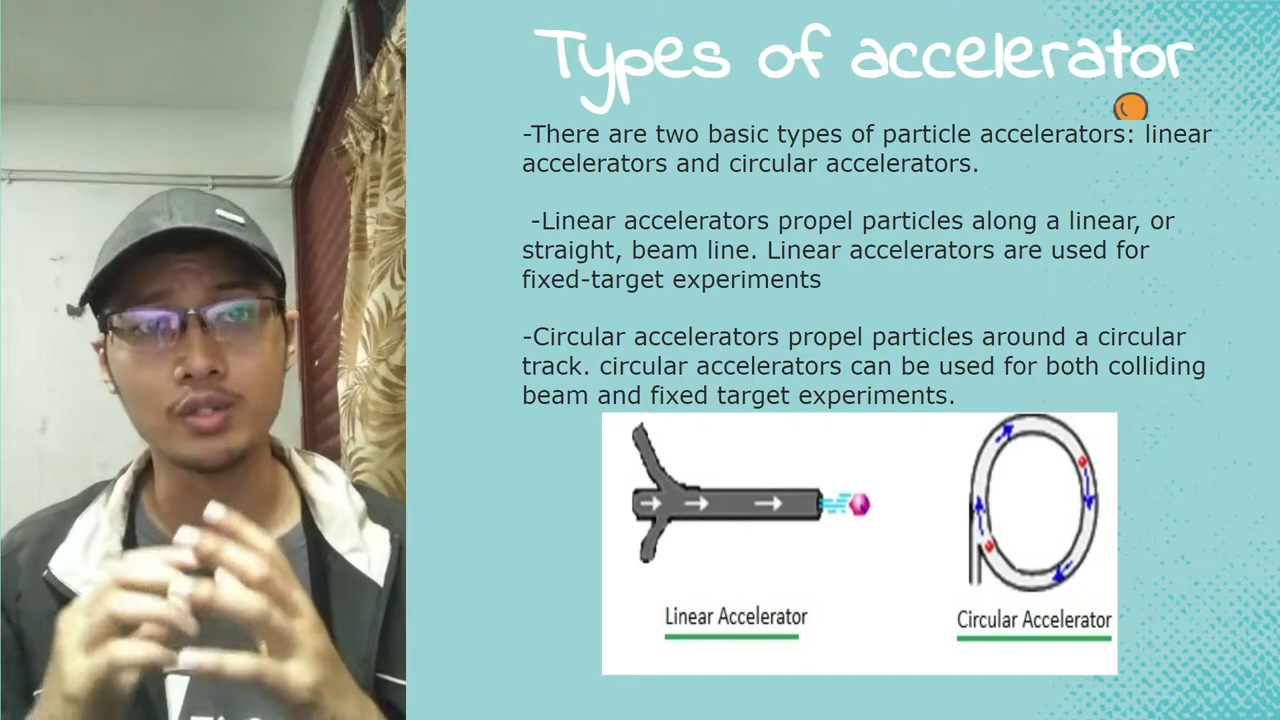 Types of accelerator
-There are two basic types of particle accelerators: linear
accelerators and circular accelerators.
-Linear accelerators propel particles along a linear, or
straight, beam line. Linear accelerators are used for
fixed-target experiments
-Circular accelerators propel particles around a circular
track. circular accelerators can be used for both colliding
beam and fixed target experiments.
Linear Accelerator
Circular Accelerator